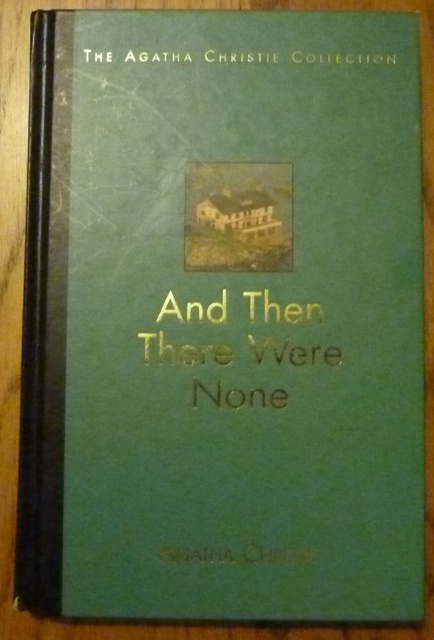 THE AGATHA CHRISTIE COLLECTION
And Then
There Were
None
AGATHA CHRISTIE